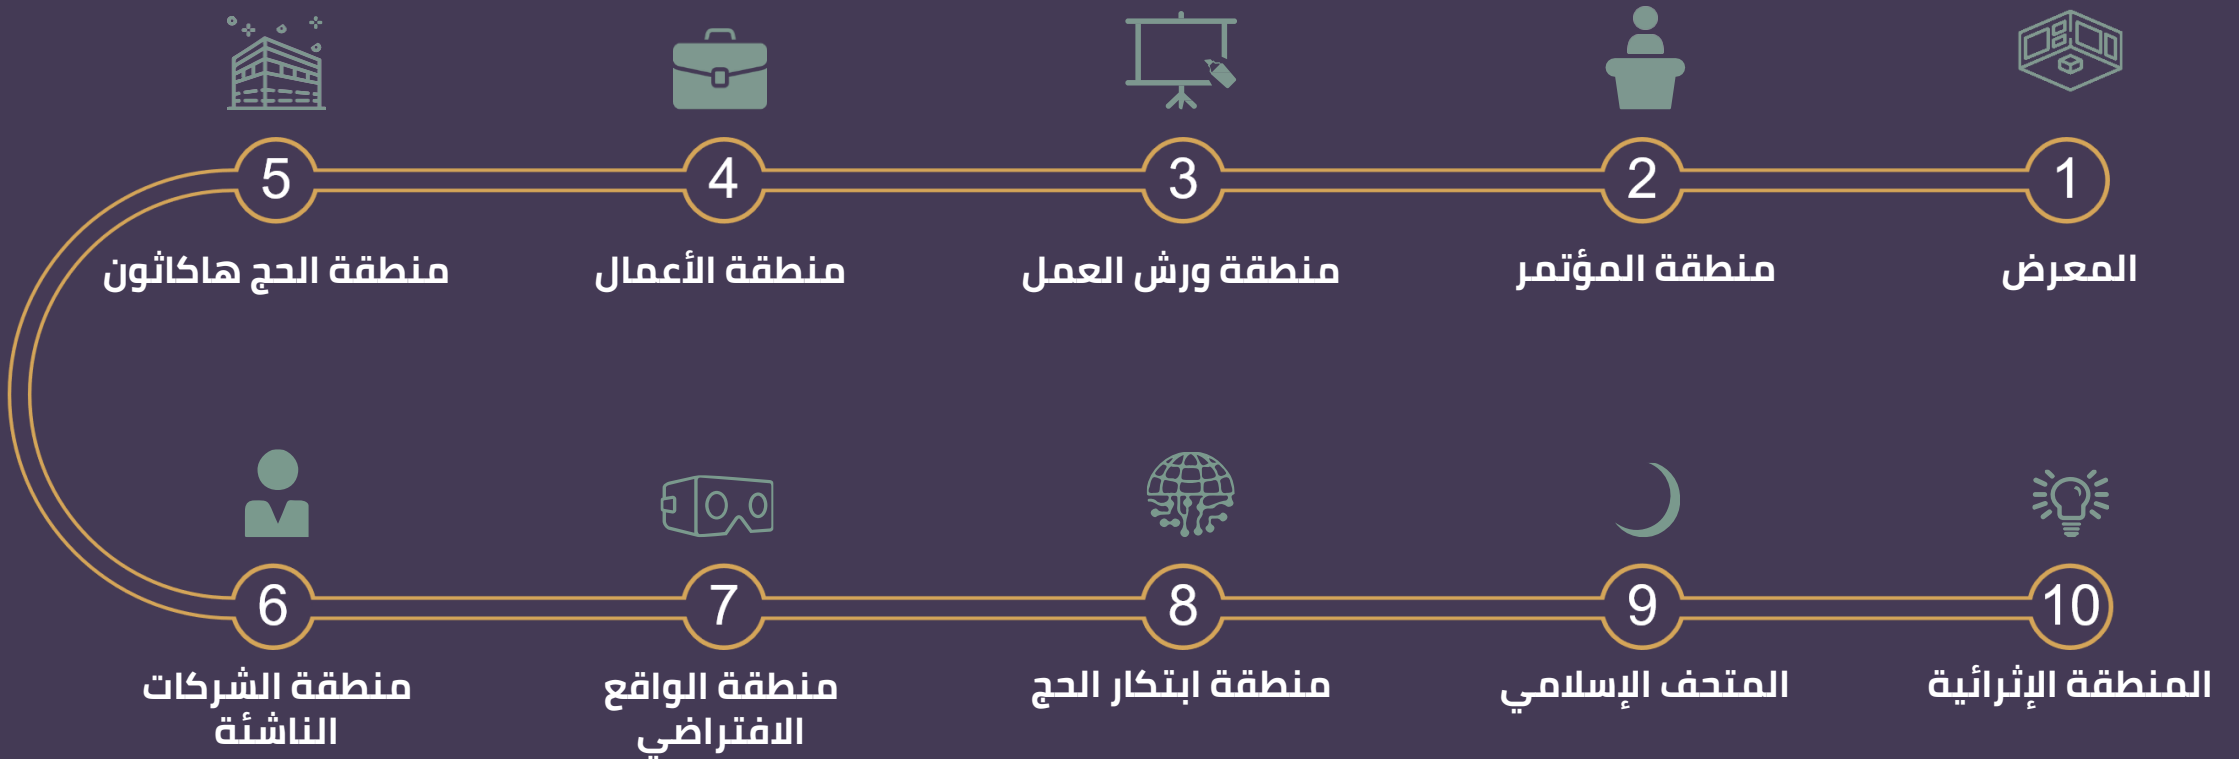 1
المعرض
2
منطقة المؤتمر
3
منطقة ورش العمل
4
منطقة الأعمال
5
منطقة الحج هاكاثون
6
منطقة الشركات
الناشئة
7
منطقة الواقع
الافتراضي
8
منطقة ابتكار الحج
9
المتحف الإسلامي
10
المنطقة الإثرائية